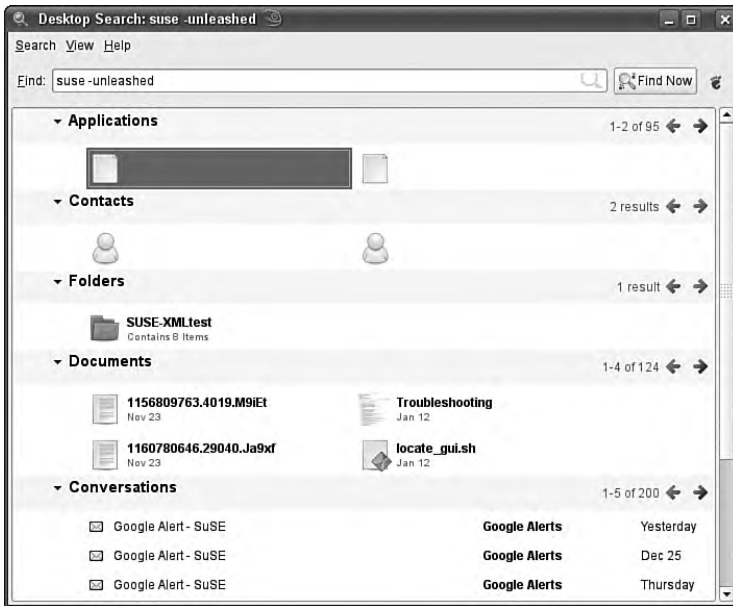 Desktop Search: suse -unleashed
Search View Help
Find: suse -unleashed Find Now
Applications 1-2 of 95
Contacts 2 results
Folders 1 result
SUSE-XMLtest
Contains 8 Items
Documents 1-4 of 124
1156809763.4019.M9iEt Troubleshooting
Nov 23 Jan 12
1160780646.29040.Ja9xf locate_gui.sh
Nov 23 Jan 12
Conversations 1-5 of 200
Google Alert - SuSE Google Alerts Yesterday
Google Alert - SuSE Google Alerts Dec 25
Google Alert - SuSE Google Alerts Thursday